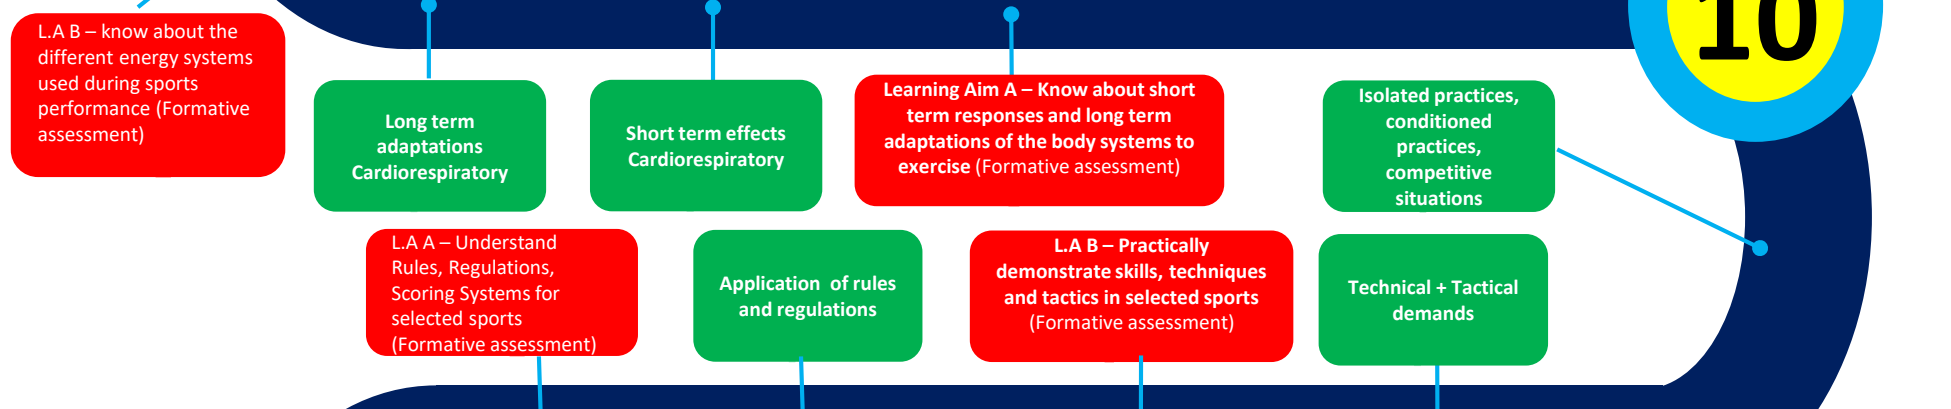 10
L.A B – know about the
different energy systems
used during sports
performance (Formative
assessment)
Long term
adaptations
Cardiorespiratory
Short term effects
Cardiorespiratory
Learning Aim A – Know about short
term responses and long term
adaptations of the body systems to
exercise (Formative assessment)
Isolated practices,
conditioned
practices,
competitive
situations
L.A A – Understand
Rules, Regulations,
Scoring Systems for
selected sports
(Formative assessment)
Application of rules
and regulations
L.A B – Practically
demonstrate skills, techniques
and tactics in selected sports
(Formative assessment)
Technical + Tactical
demands